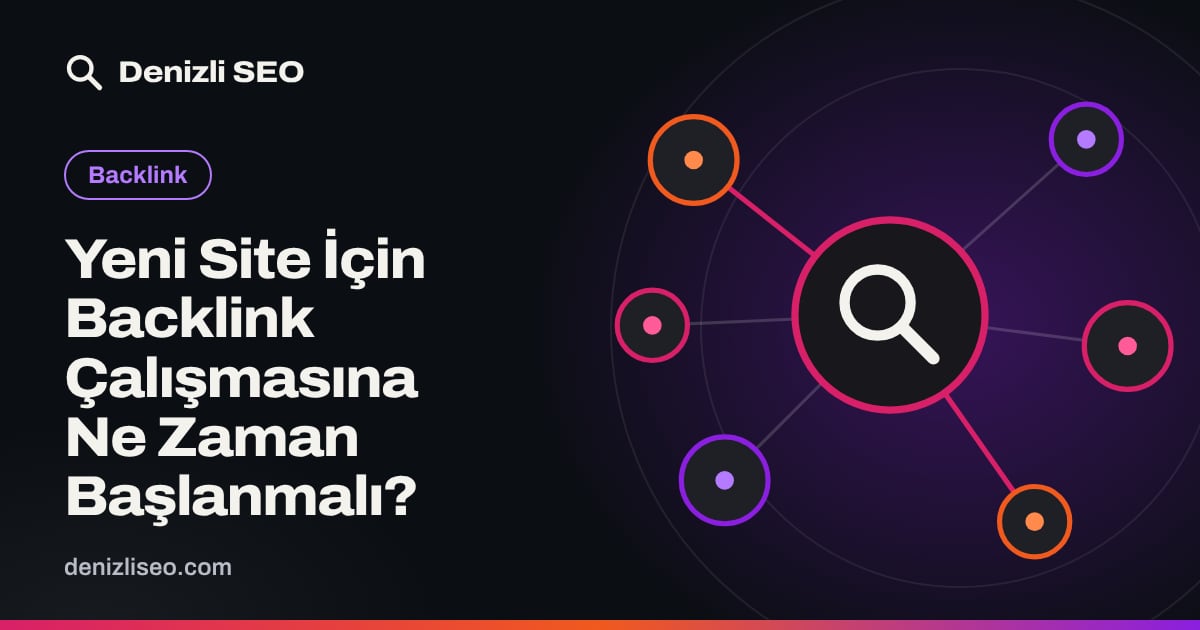 Denizli SEO
Backlink
Yeni Site İçin
Backlink
Çalışmasına
Ne Zaman
Başlanmalı?
denizliseo.com